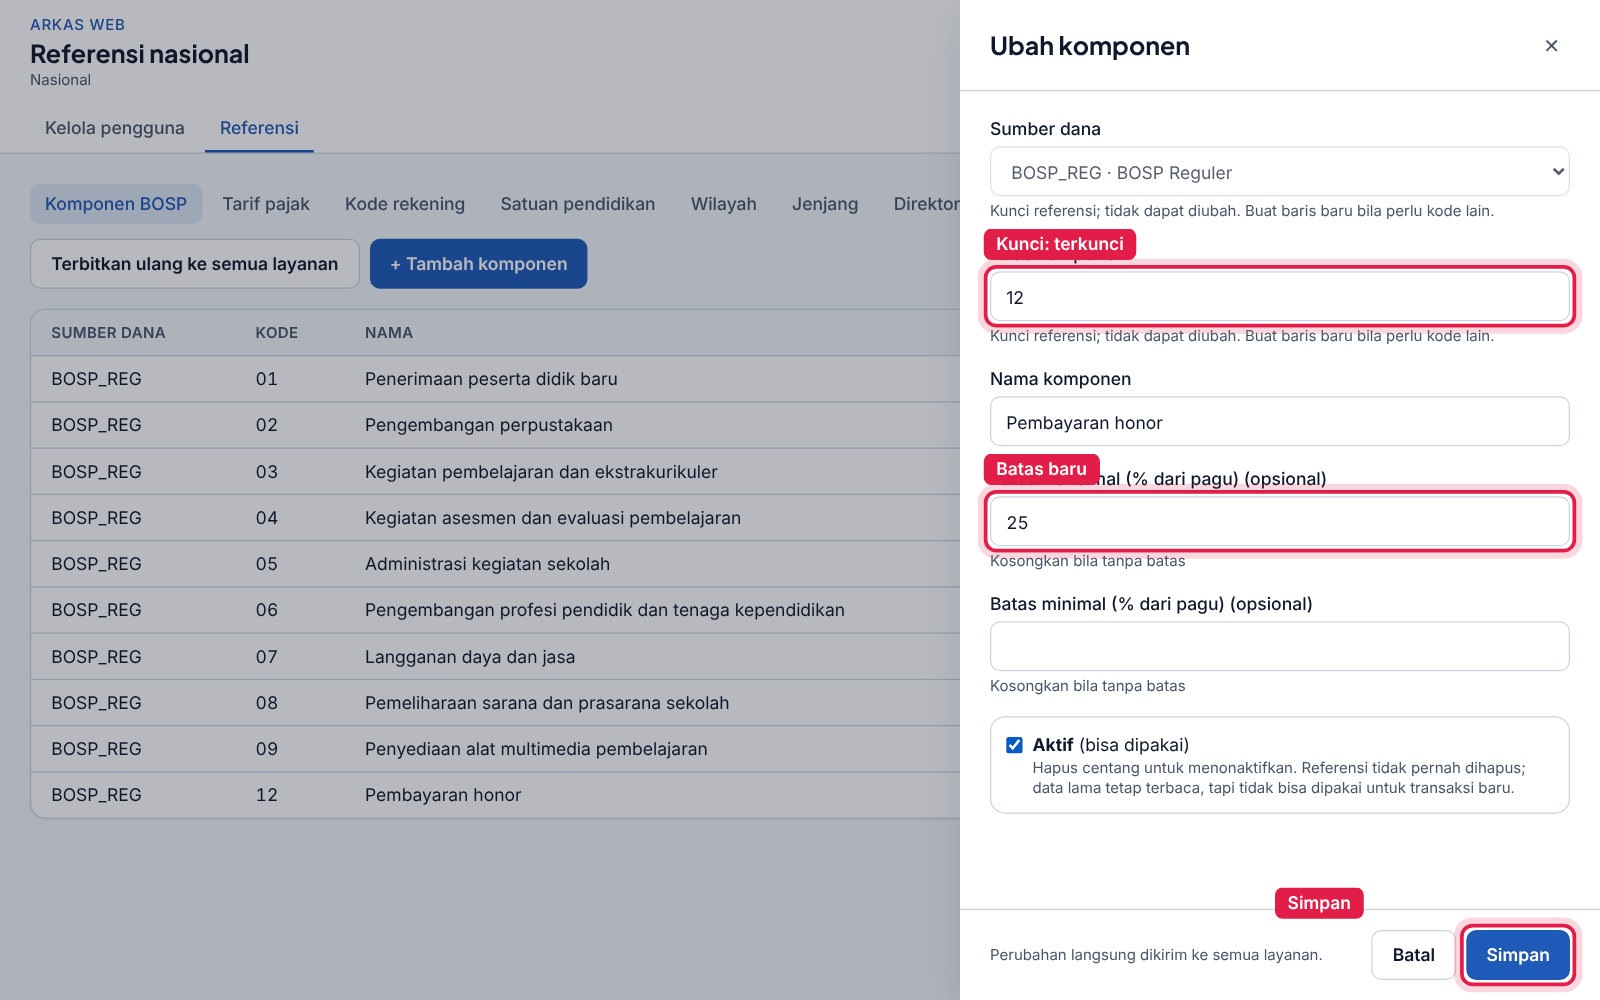 ARKAS WEB
Referensi nasional
Nasional
Kelola pengguna
Referensi
Komponen BOSP
Tarif pajak
Kode rekening
Satuan pendidikan
Wilayah
Jenjang
Terbitkan ulang ke semua layanan
+ Tambah komponen
SUMBER DANA KODE NAMA
BOSP_REG 01 Penerimaan peserta didik baru
BOSP_REG 02 Pengembangan perpustakaan
BOSP_REG 03 Kegiatan pembelajaran dan ekstrakurikuler
BOSP_REG 04 Kegiatan asesmen dan evaluasi pembelajaran
BOSP_REG 05 Administrasi kegiatan sekolah
BOSP_REG 06 Pengembangan profesi pendidik dan tenaga kependidikan
BOSP_REG 07 Langganan daya dan jasa
BOSP_REG 08 Pemeliharaan sarana dan prasarana sekolah
BOSP_REG 09 Penyediaan alat multimedia pembelajaran
BOSP_REG 12 Pembayaran honor
Ubah komponen
Sumber dana
BOSP_REG · BOSP Reguler
Kunci referensi; tidak dapat diubah. Buat baris baru bila perlu kode lain.
Kunci: terkunci
12
Kunci referensi; tidak dapat diubah. Buat baris baru bila perlu kode lain.
Nama komponen
Pembayaran honor
Batas baru
(% dari pagu) (opsional)
25
Kosongkan bila tanpa batas
Batas minimal (% dari pagu) (opsional)
Kosongkan bila tanpa batas
Aktif (bisa dipakai)
Hapus centang untuk menonaktifkan. Referensi tidak pernah dihapus;
data lama tetap terbaca, tapi tidak bisa dipakai untuk transaksi baru.
Simpan
Perubahan langsung dikirim ke semua layanan.
Batal
Simpan